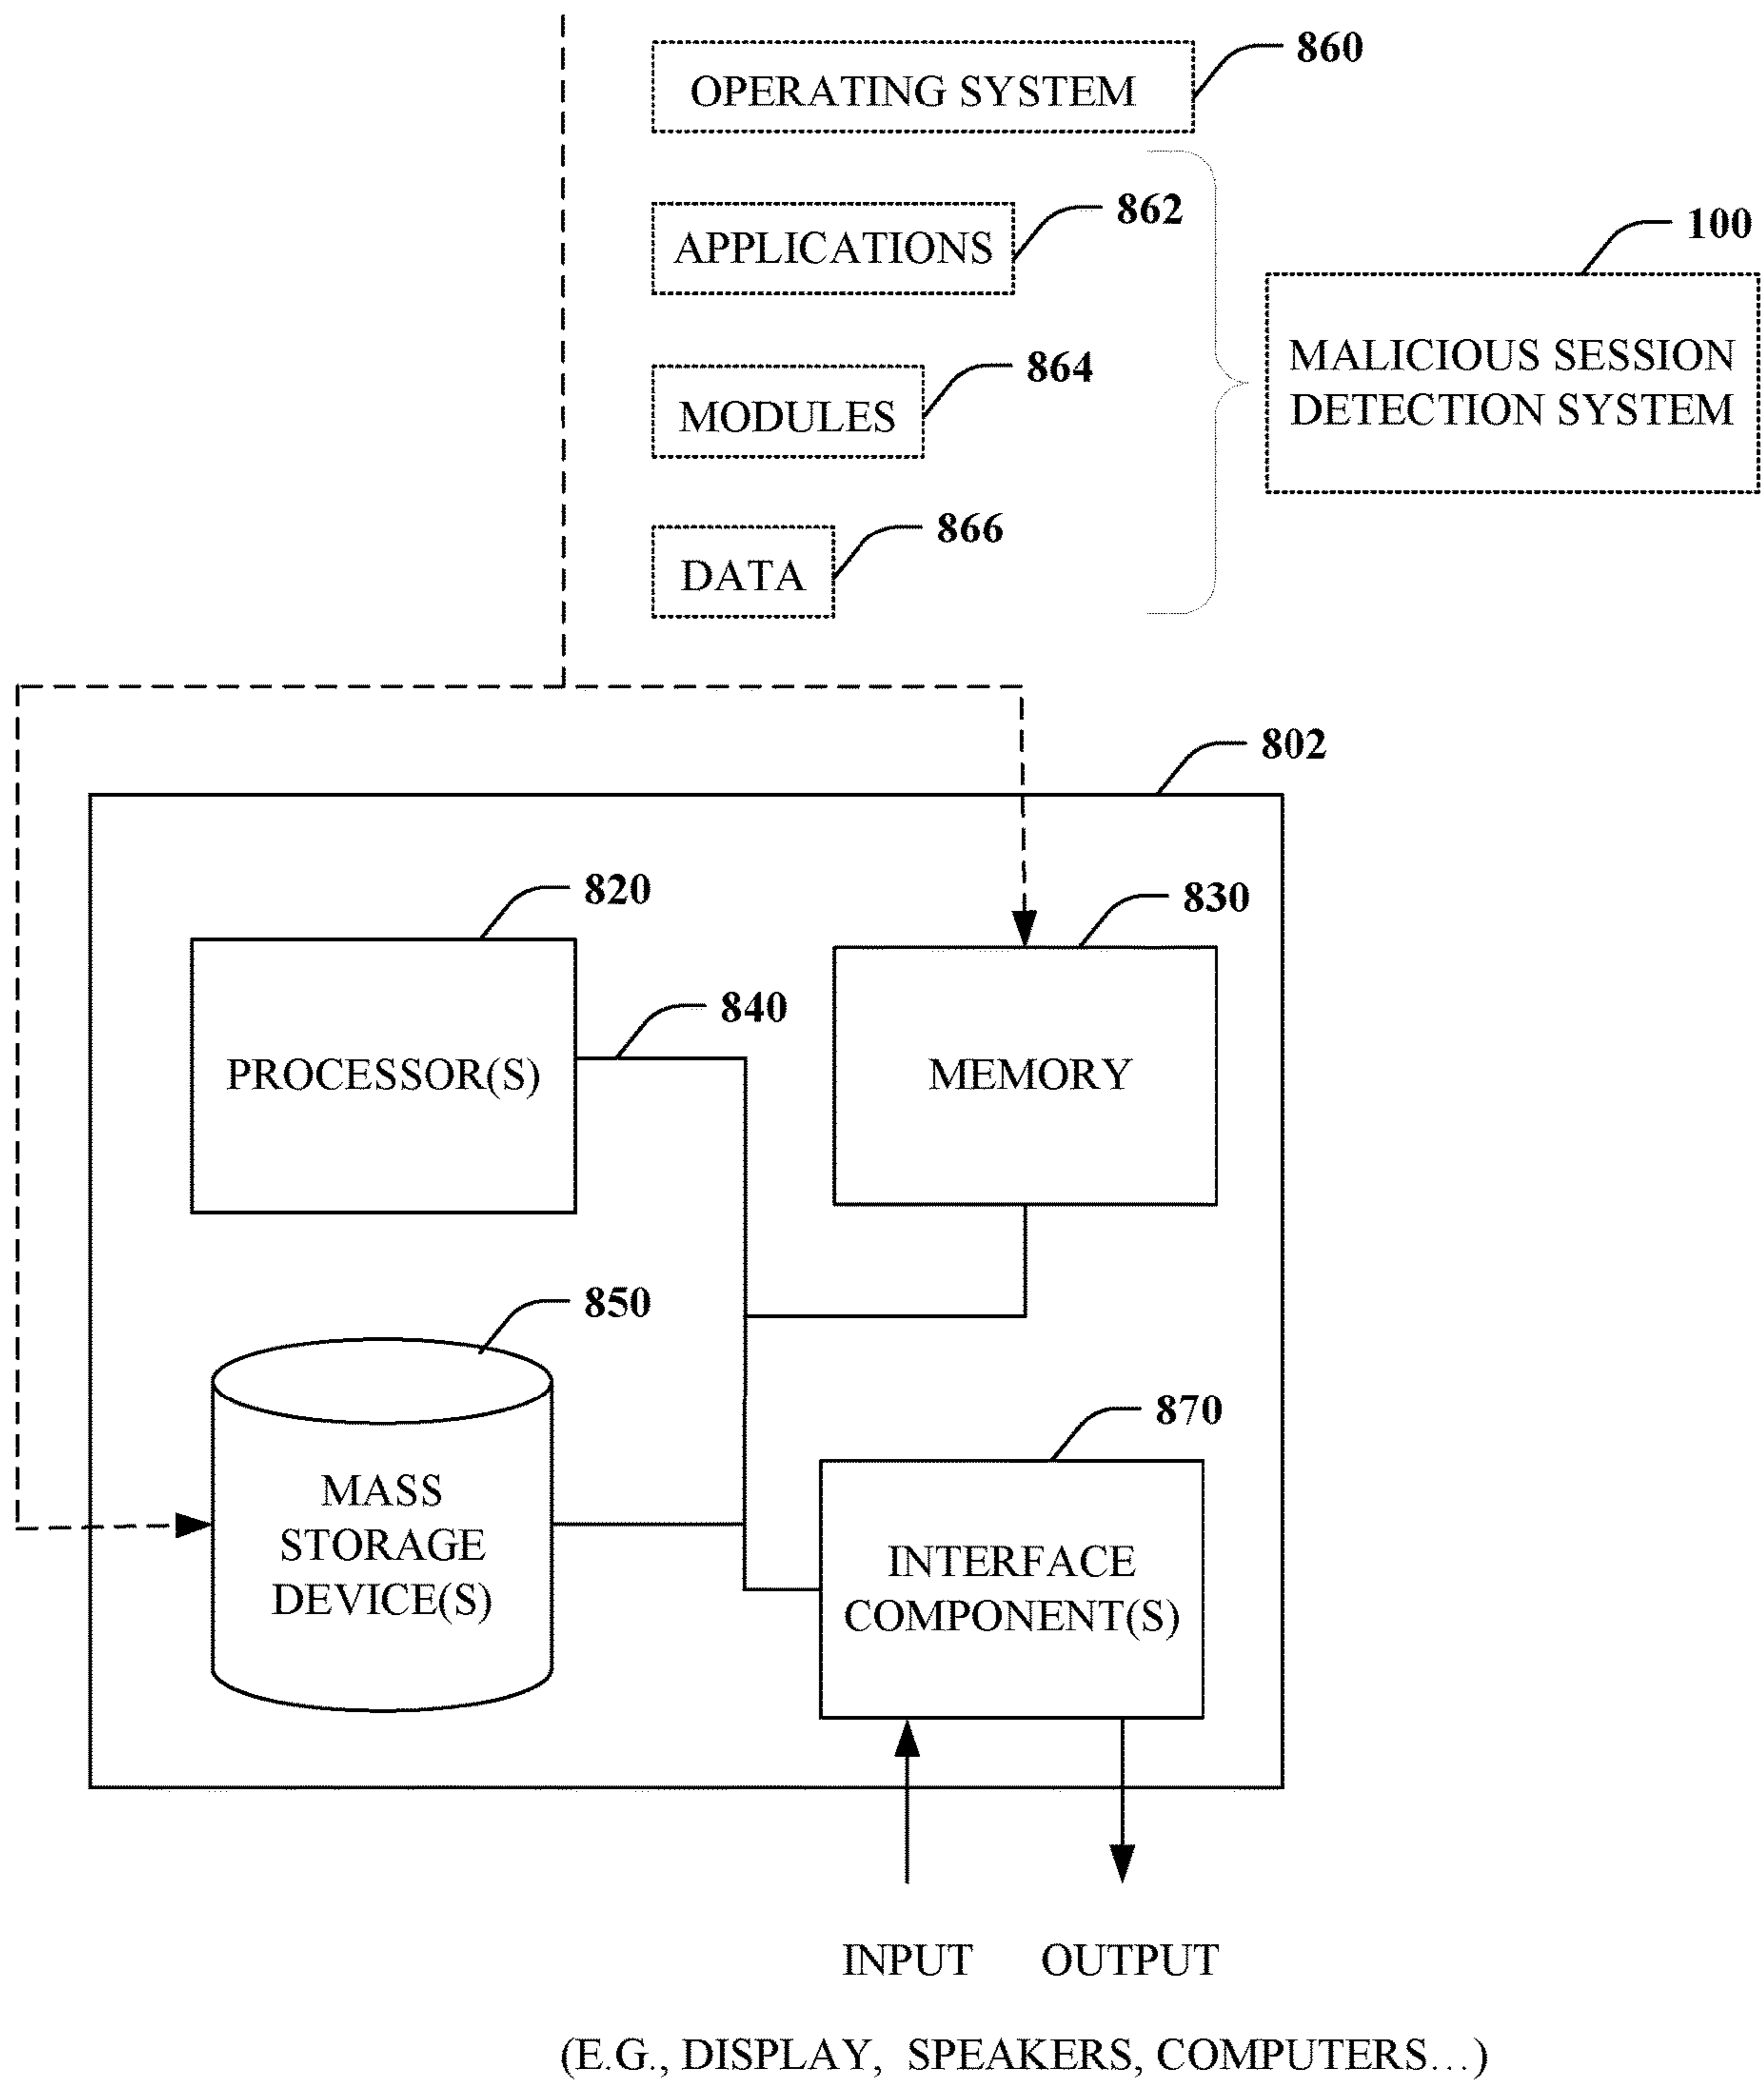 860
OPERATING SYSTEM
862
APPLICATIONS
100
MALICIOUS SESSION
DETECTION SYSTEM
864
MODULES
866
DATA
802
820
830
840
PROCESSOR(S)
MEMORY
850
870
MASS
STORAGE
DEVICE(S)
INTERFACE
COMPONENT(S)
INPUT OUTPUT
(E.G., DISPLAY, SPEAKERS, COMPUTERS…)